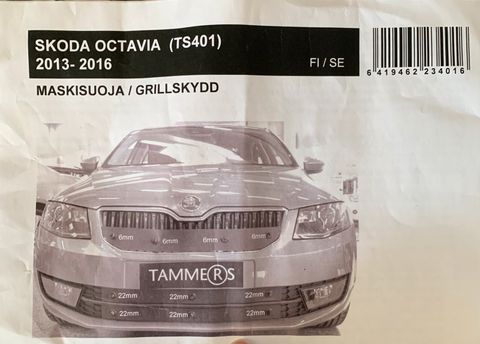 SKODA OCTAVIA (TS401)
2013- 2016
FI / SE
6 419462 234016
MASKISUOJA / GRILLSKYDD
6mm 6mm 6mm 6mm
TAMMERS
22mm 22mm 22mm 22mm
22mm 22mm 22mm 22mm